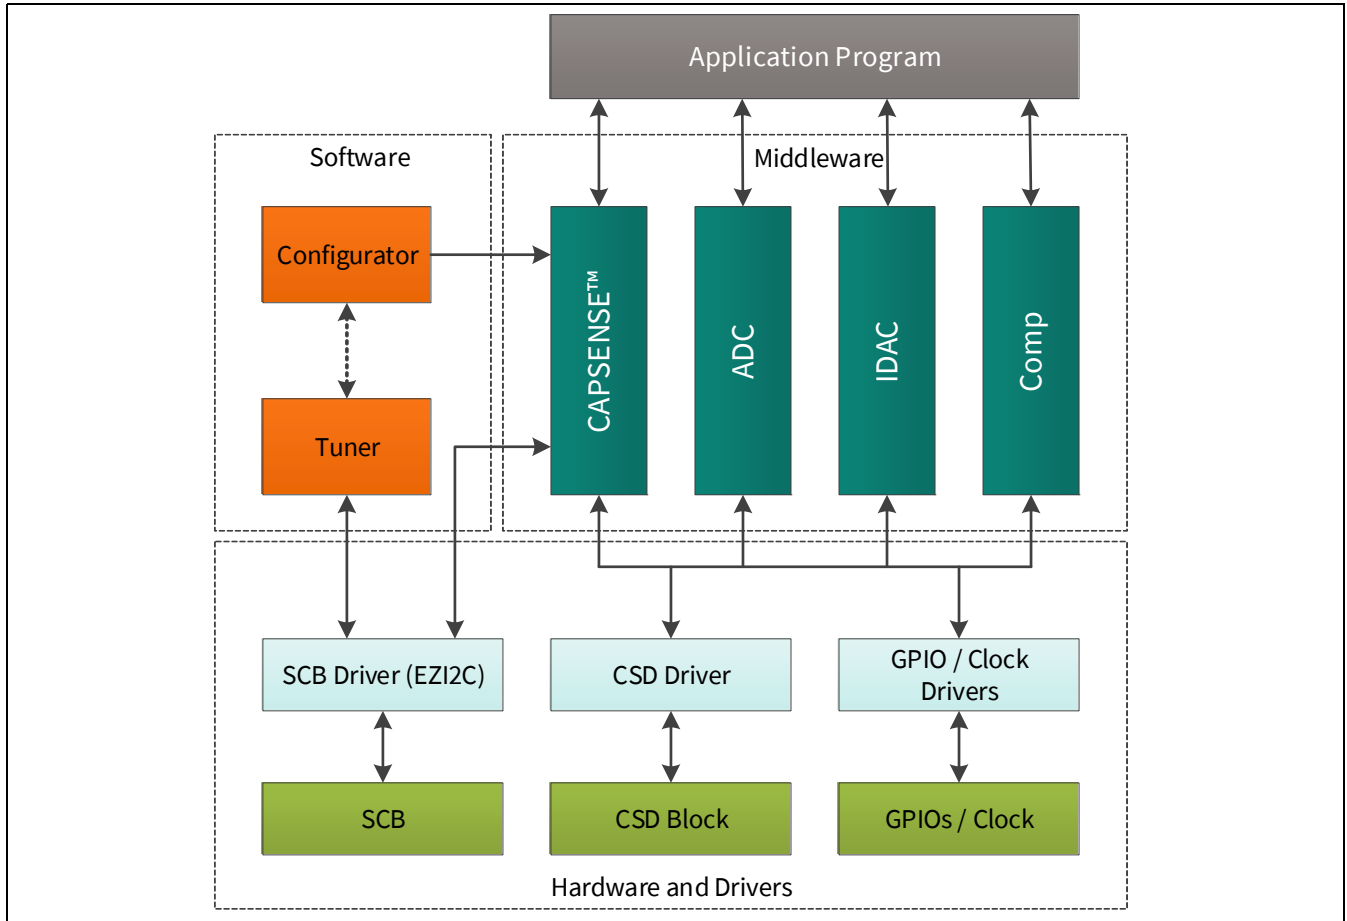 Application Program
Software
Middleware
Configurator
Tuner
CAPSENSE™
ADC
IDAC
Comp
SCB Driver (EZI2C)
CSD Driver
GPIO / Clock
Drivers
SCB
CSD Block
GPIOs / Clock
Hardware and Drivers